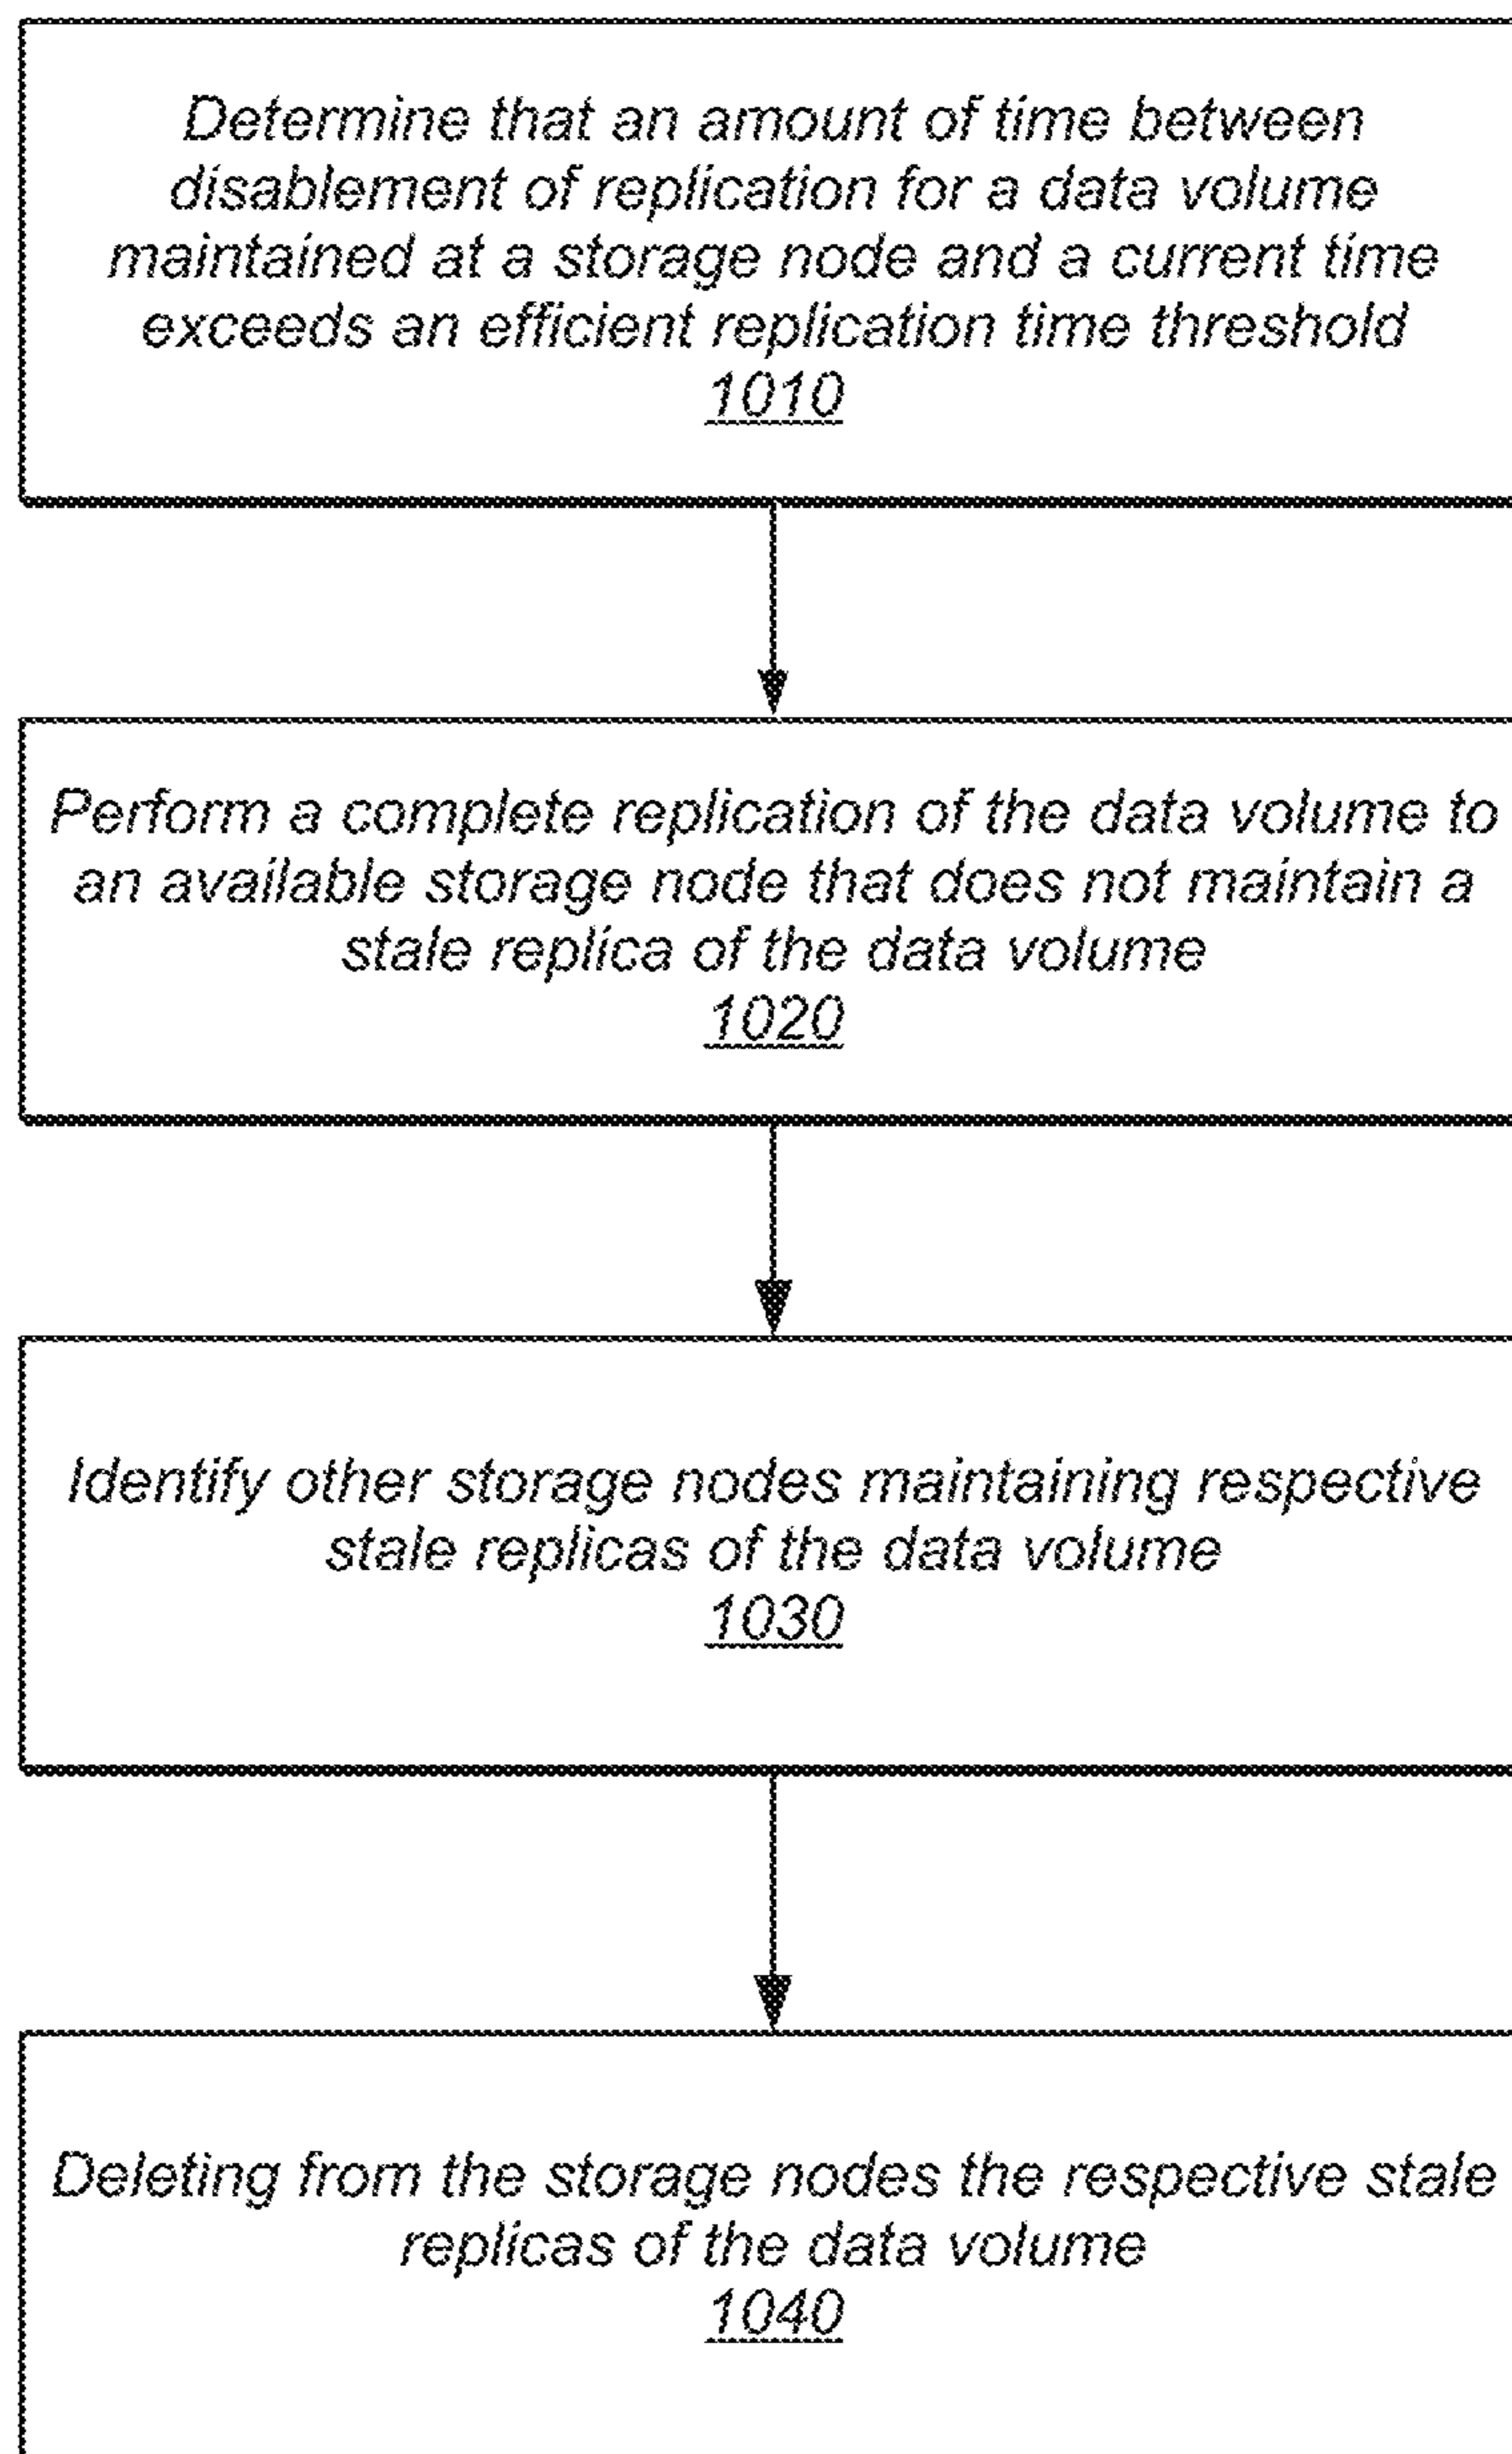 Determine that an amount of time between
disablement of replication for a data volume
maintained at a storage node and a current time
exceeds an efficient replication time threshold
1010
Perform a complete replication of the data volume to
an available storage node that does not maintain a
stale replica of the data volume
1020
Identify other storage nodes maintaining respective
stale replicas of the data volume
1030
Deleting from the storage nodes the respective stale
replicas of the data volume
1040